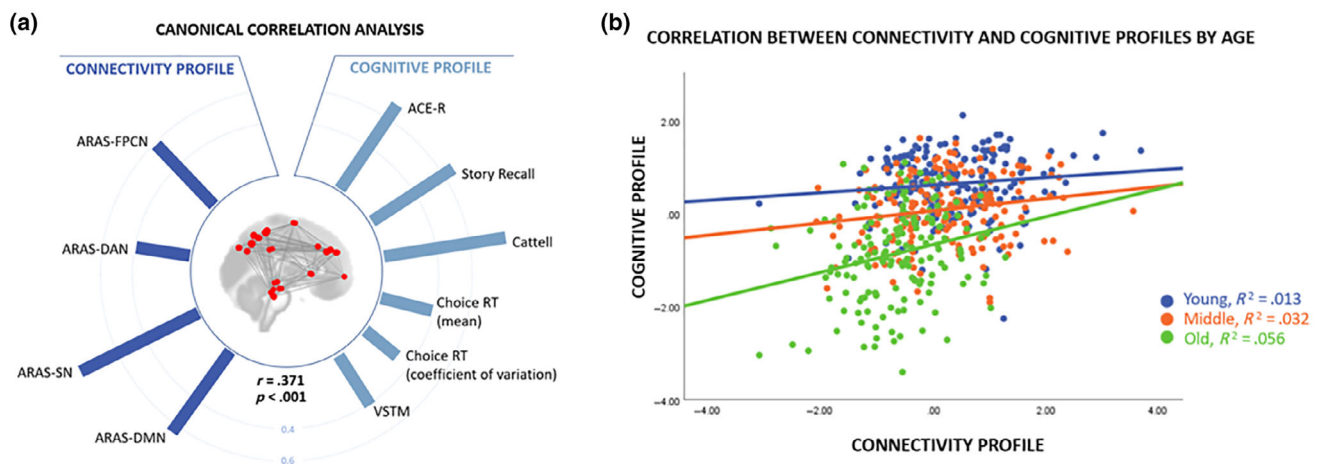 (a)
CANONICAL CORRELATION ANALYSIS
CONNECTIVITY PROFILE
COGNITIVE PROFILE
ACE-R
ARAS-FPCN
Story Recall
ARAS-DAN
Cattell
Choice RT
(mean)
Choice RT
(coefficient of variation)
ARAS-SN
VSTM
ARAS-DMN
r = .371
p < .001
0.4
0.6
(b)
CORRELATION BETWEEN CONNECTIVITY AND COGNITIVE PROFILES BY AGE
COGNITIVE PROFILE
2.00
.00
−2.00
−4.00
Young, R² = .013
Middle, R² = .032
Old, R² = .056
−4.00
−2.00
.00
2.00
4.00
CONNECTIVITY PROFILE